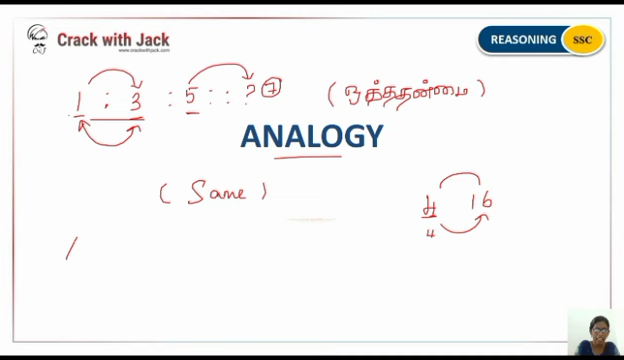 Crack with Jack
www.crackwithjack.com
REASONING SSC
1 : 3 : 5 : : ? 7
( ஒத்ததன்மை )
ANALOGY
( Same )
4 16
4